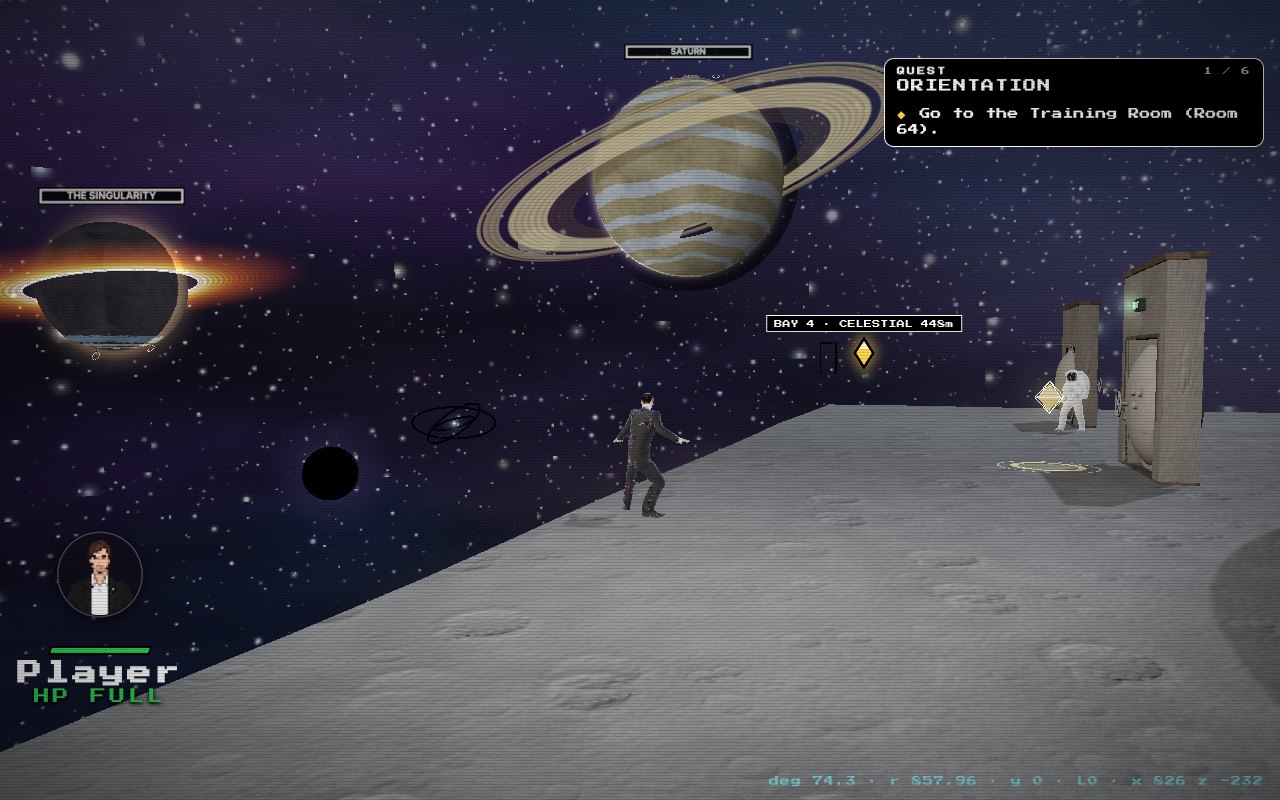 SATURN
QUEST 1 / 6
ORIENTATION
◆ Go to the Training Room (Room
64).
THE SINGULARITY
BAY 4 · CELESTIAL 448m
Player
HP FULL
deg 74.3 · r 857.96 · y 0 · L0 · x 826 z -232